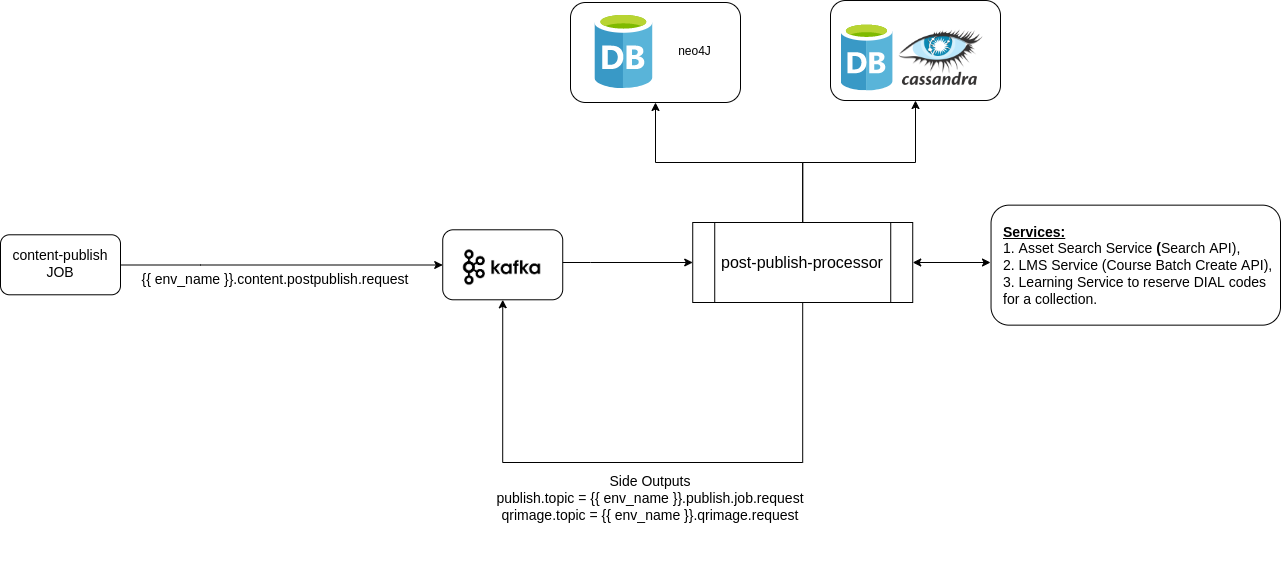 DB
neo4J
DB
cassandra
content-publish
JOB
{{ env_name }}.content.postpublish.request
kafka
post-publish-processor
Services:
1. Asset Search Service (Search API),
2. LMS Service (Course Batch Create API),
3. Learning Service to reserve DIAL codes
for a collection.
Side Outputs
publish.topic = {{ env_name }}.publish.job.request
qrimage.topic = {{ env_name }}.qrimage.request